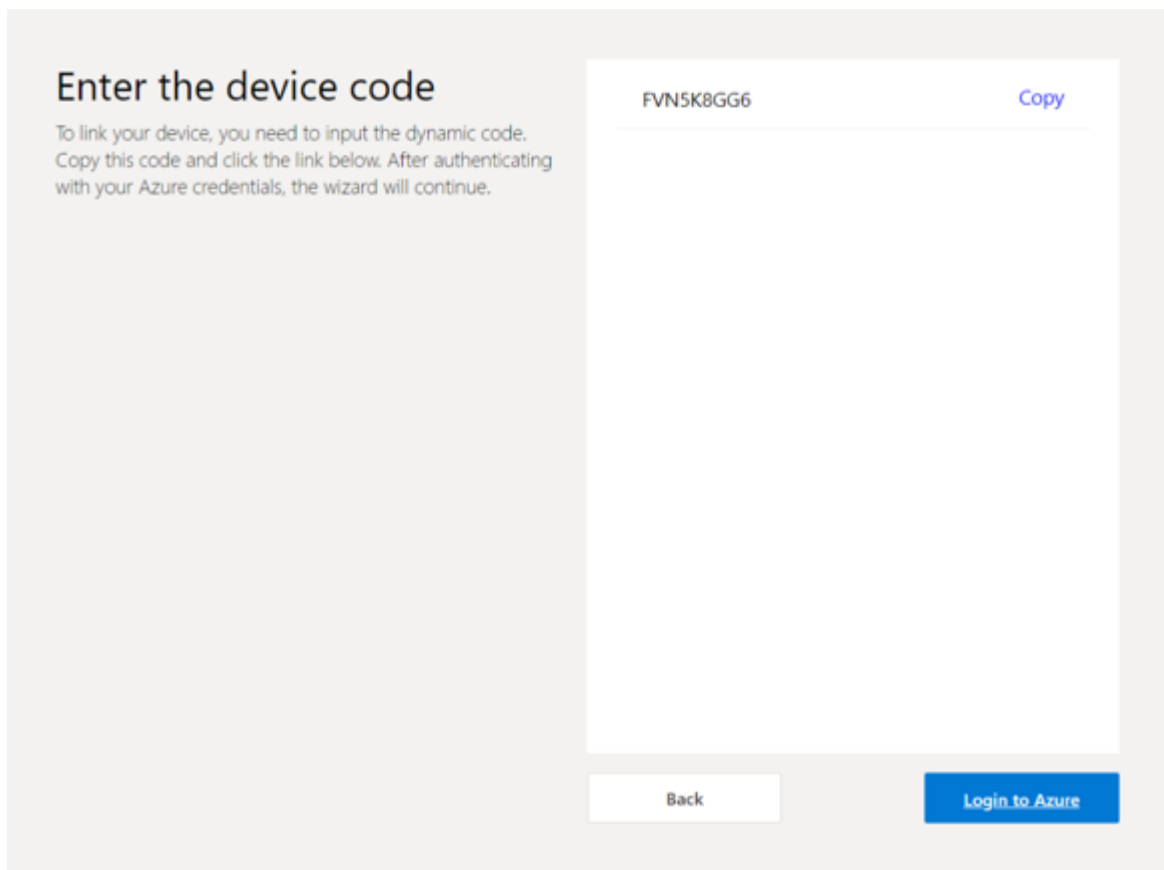 Enter the device code
To link your device, you need to input the dynamic code.
Copy this code and click the link below. After authenticating
with your Azure credentials, the wizard will continue.
FVN5K8GG6
Copy
Back
Login to Azure